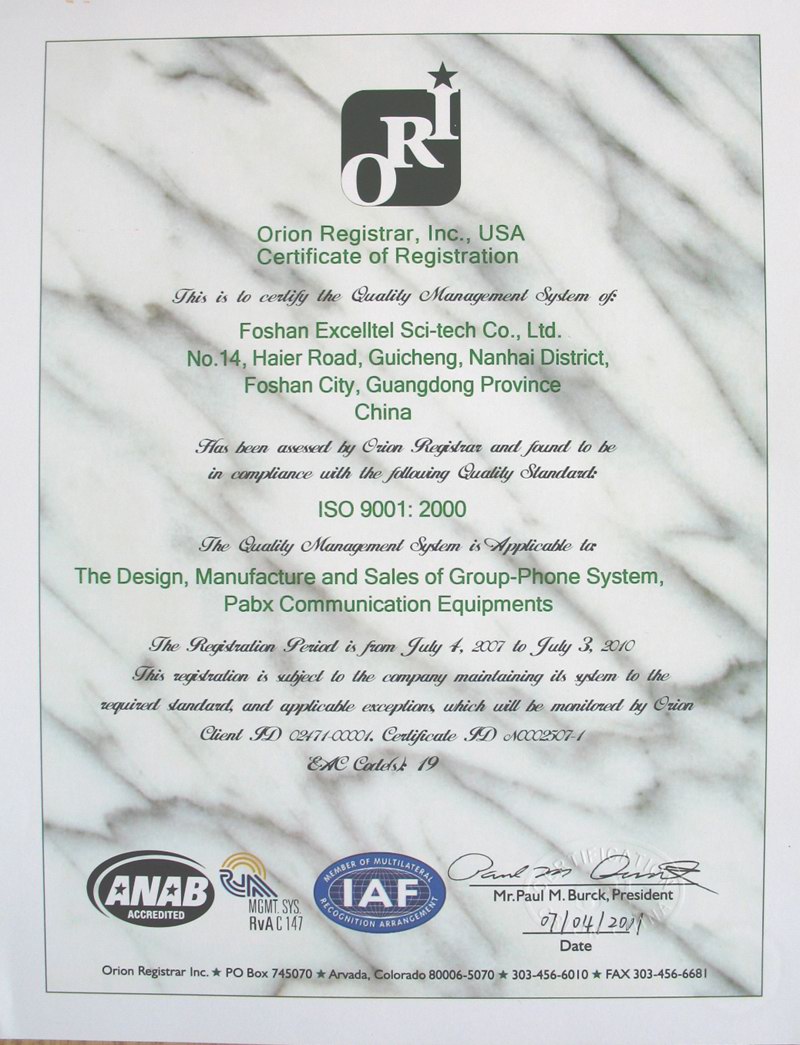 ORI
Orion Registrar, Inc., USA
Certificate of Registration
This is to certify the Quality Management System of:
Foshan Excelltel Sci-tech Co., Ltd.
No.14, Haier Road, Guicheng, Nanhai District,
Foshan City, Guangdong Province
China
Has been assessed by Orion Registrar and found to be
in compliance with the following Quality Standard:
ISO 9001: 2000
The Quality Management System is Applicable to:
The Design, Manufacture and Sales of Group-Phone System,
Pabx Communication Equipments
The Registration Period is from July 4, 2007 to July 3, 2010
This registration is subject to the company maintaining its system to the
required standard, and applicable exceptions, which will be monitored by Orion
Client ID 02471-00001, Certificate ID A0002507-1
EAC Code(s): 19
ANAB
ACCREDITED
RvA
MGMT. SYS.
RvA C 147
MEMBER OF MULTILATERAL
IAF
RECOGNITION ARRANGEMENT
Mr.Paul M. Burck, President
Date
Orion Registrar Inc. ★ PO Box 745070 ★ Arvada, Colorado 80006-5070 ★ 303-456-6010 ★ FAX 303-456-6681